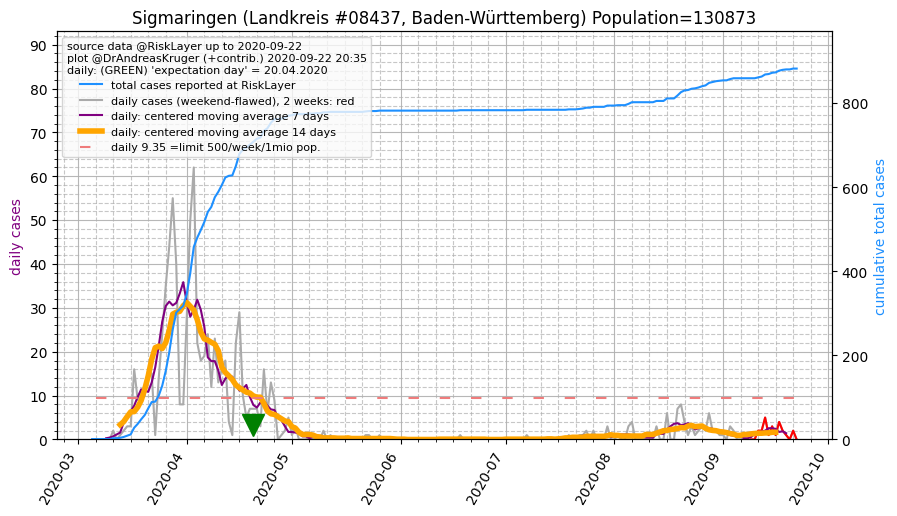 Sigmaringen (Landkreis #08437, Baden-Württemberg) Population=130873
source data @RiskLayer up to 2020-09-22
plot @DrAndreasKruger (+contrib.) 2020-09-22 20:35
daily: (GREEN) 'expectation day' = 20.04.2020
total cases reported at RiskLayer
daily cases (weekend-flawed), 2 weeks: red
daily: centered moving average 7 days
daily: centered moving average 14 days
daily 9.35 =limit 500/week/1mio pop.
daily cases
90
80
70
60
50
40
30
20
10
0
cumulative total cases
800
600
400
200
0
2020-03
2020-04
2020-05
2020-06
2020-07
2020-08
2020-09
2020-10